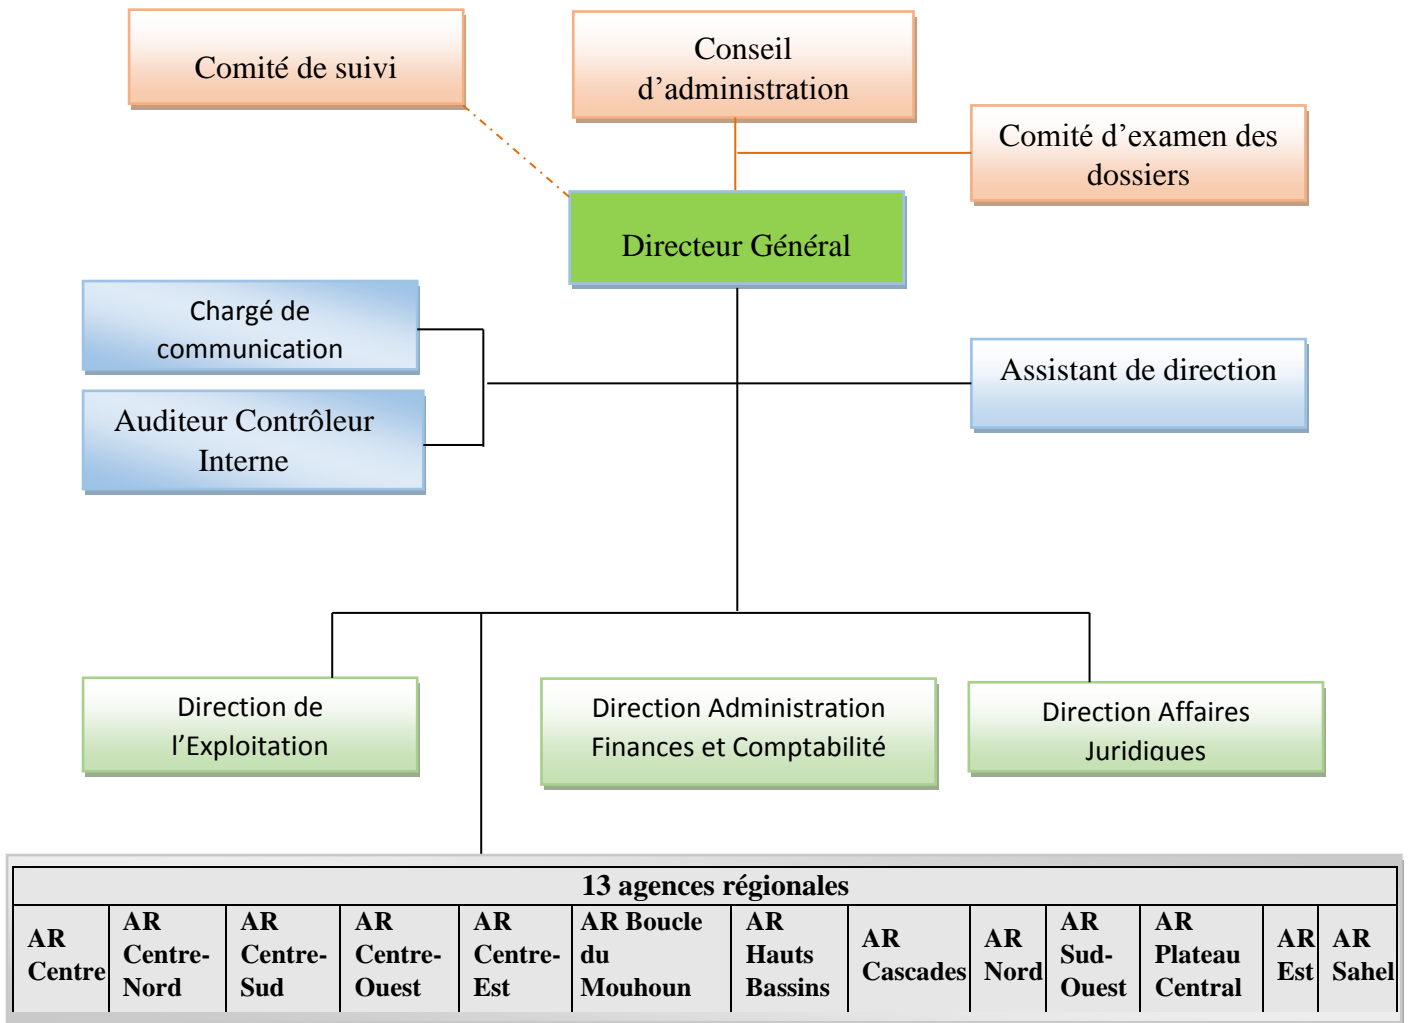 Comité de suivi
Conseil
d’administration
Comité d’examen des
dossiers
Directeur Général
Chargé de
communication
Assistant de direction
Auditeur Contrôleur
Interne
Direction de
l’Exploitation
Direction Administration
Finances et Comptabilité
Direction Affaires
Juridiques
13 agences régionales
AR
Centre
AR
Centre-
Nord
AR
Centre-
Sud
AR
Centre-
Ouest
AR
Centre-
Est
AR Boucle
du
Mouhoun
AR
Hauts
Bassins
AR
Cascades
AR
Nord
AR
Sud-
Ouest
AR
Plateau
Central
AR
Est
AR
Sahel